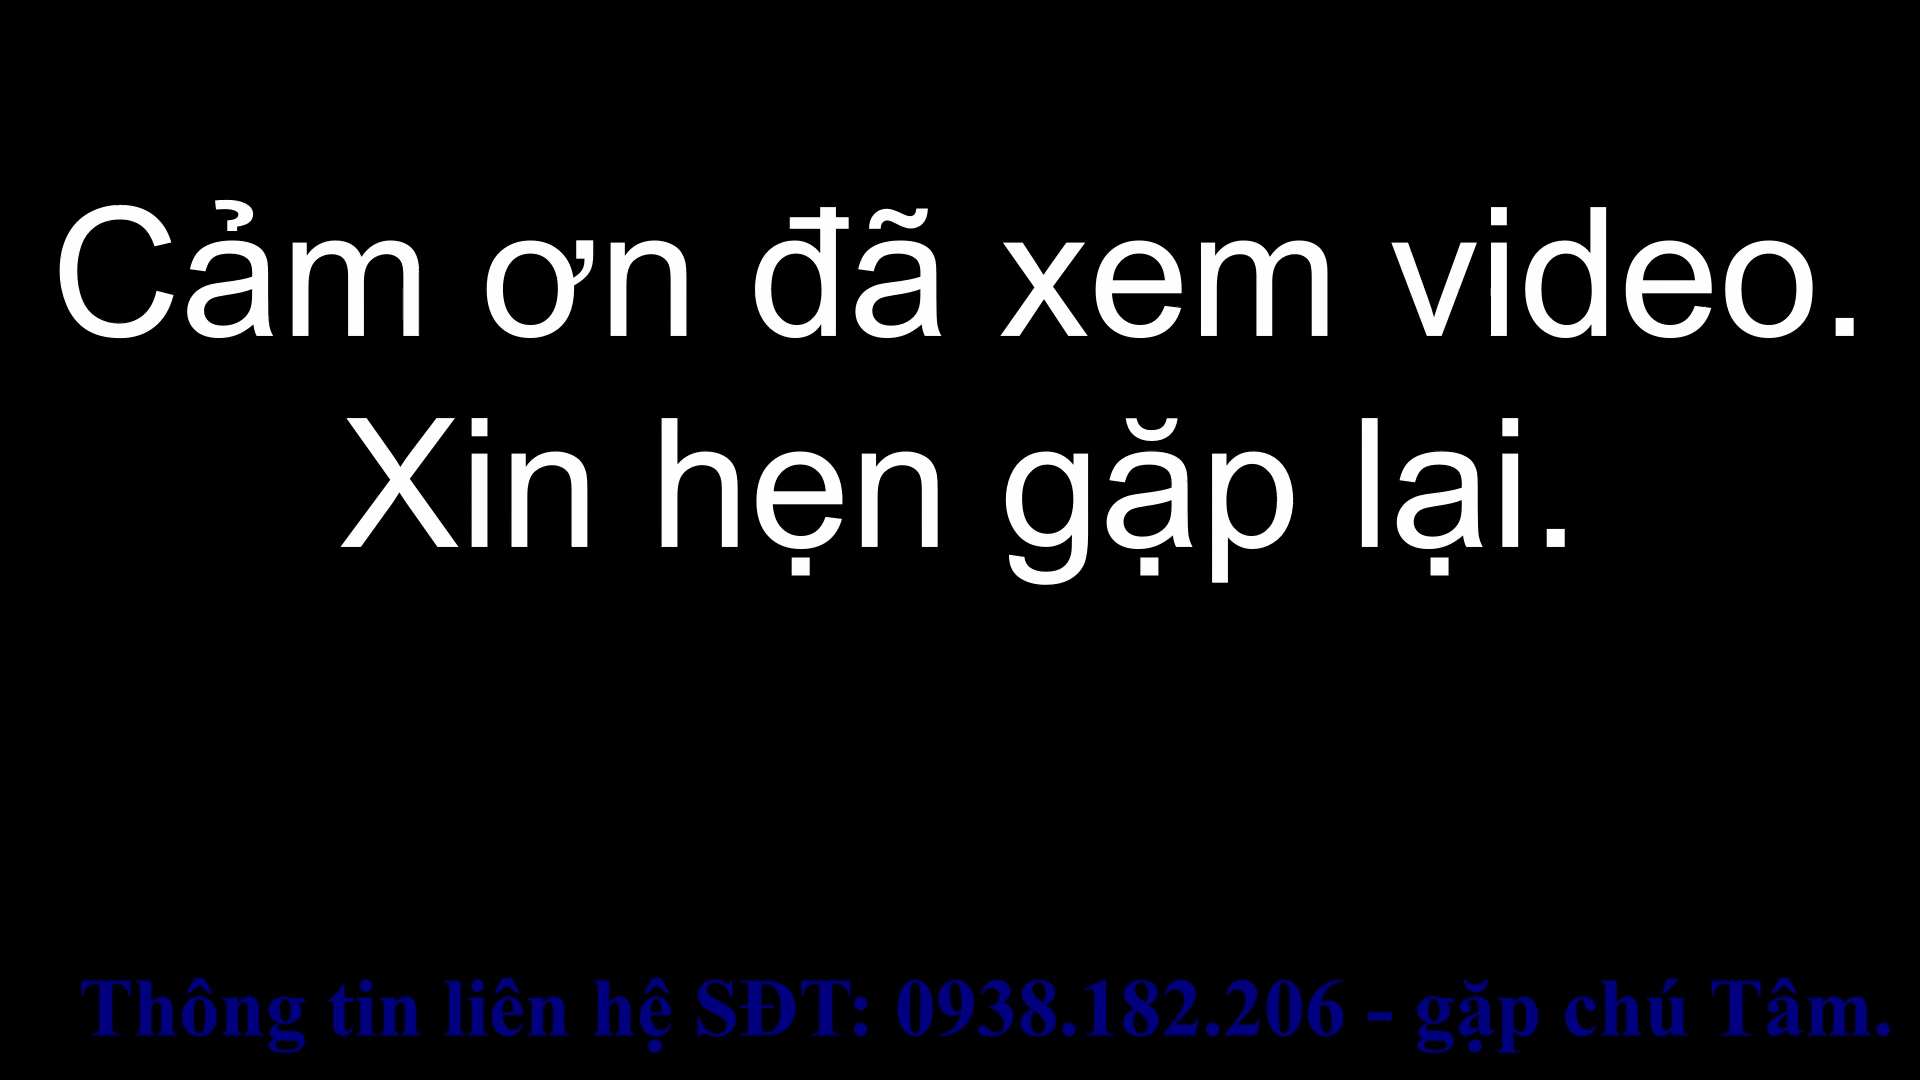 Cảm ơn đã xem video.
Xin hẹn gặp lại.
Thông tin liên hệ SĐT: 0938.182.206 - gặp chú Tâm.